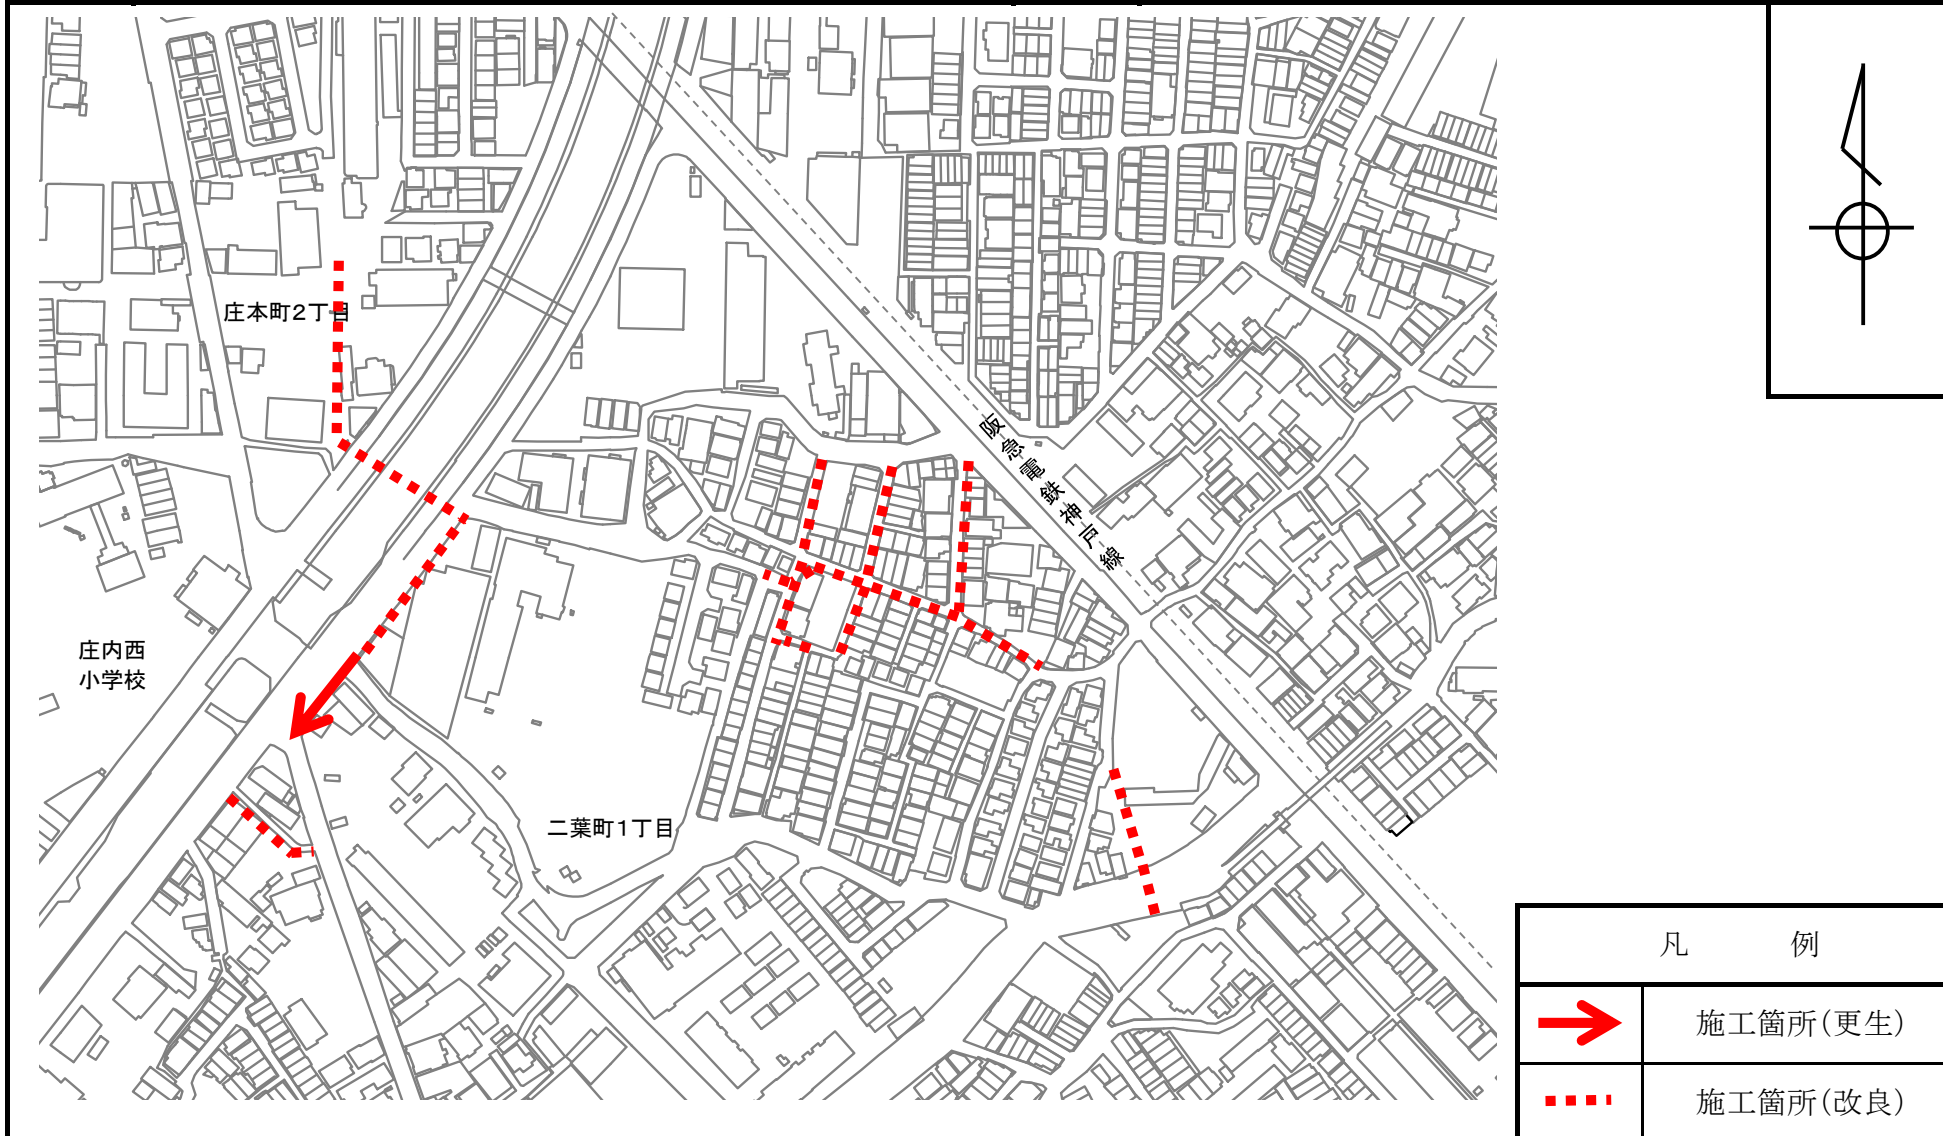 庄本町2丁目
阪急電鉄神戸線
庄内西
小学校
二葉町1丁目
凡 例
施工箇所(更生)
施工箇所(改良)